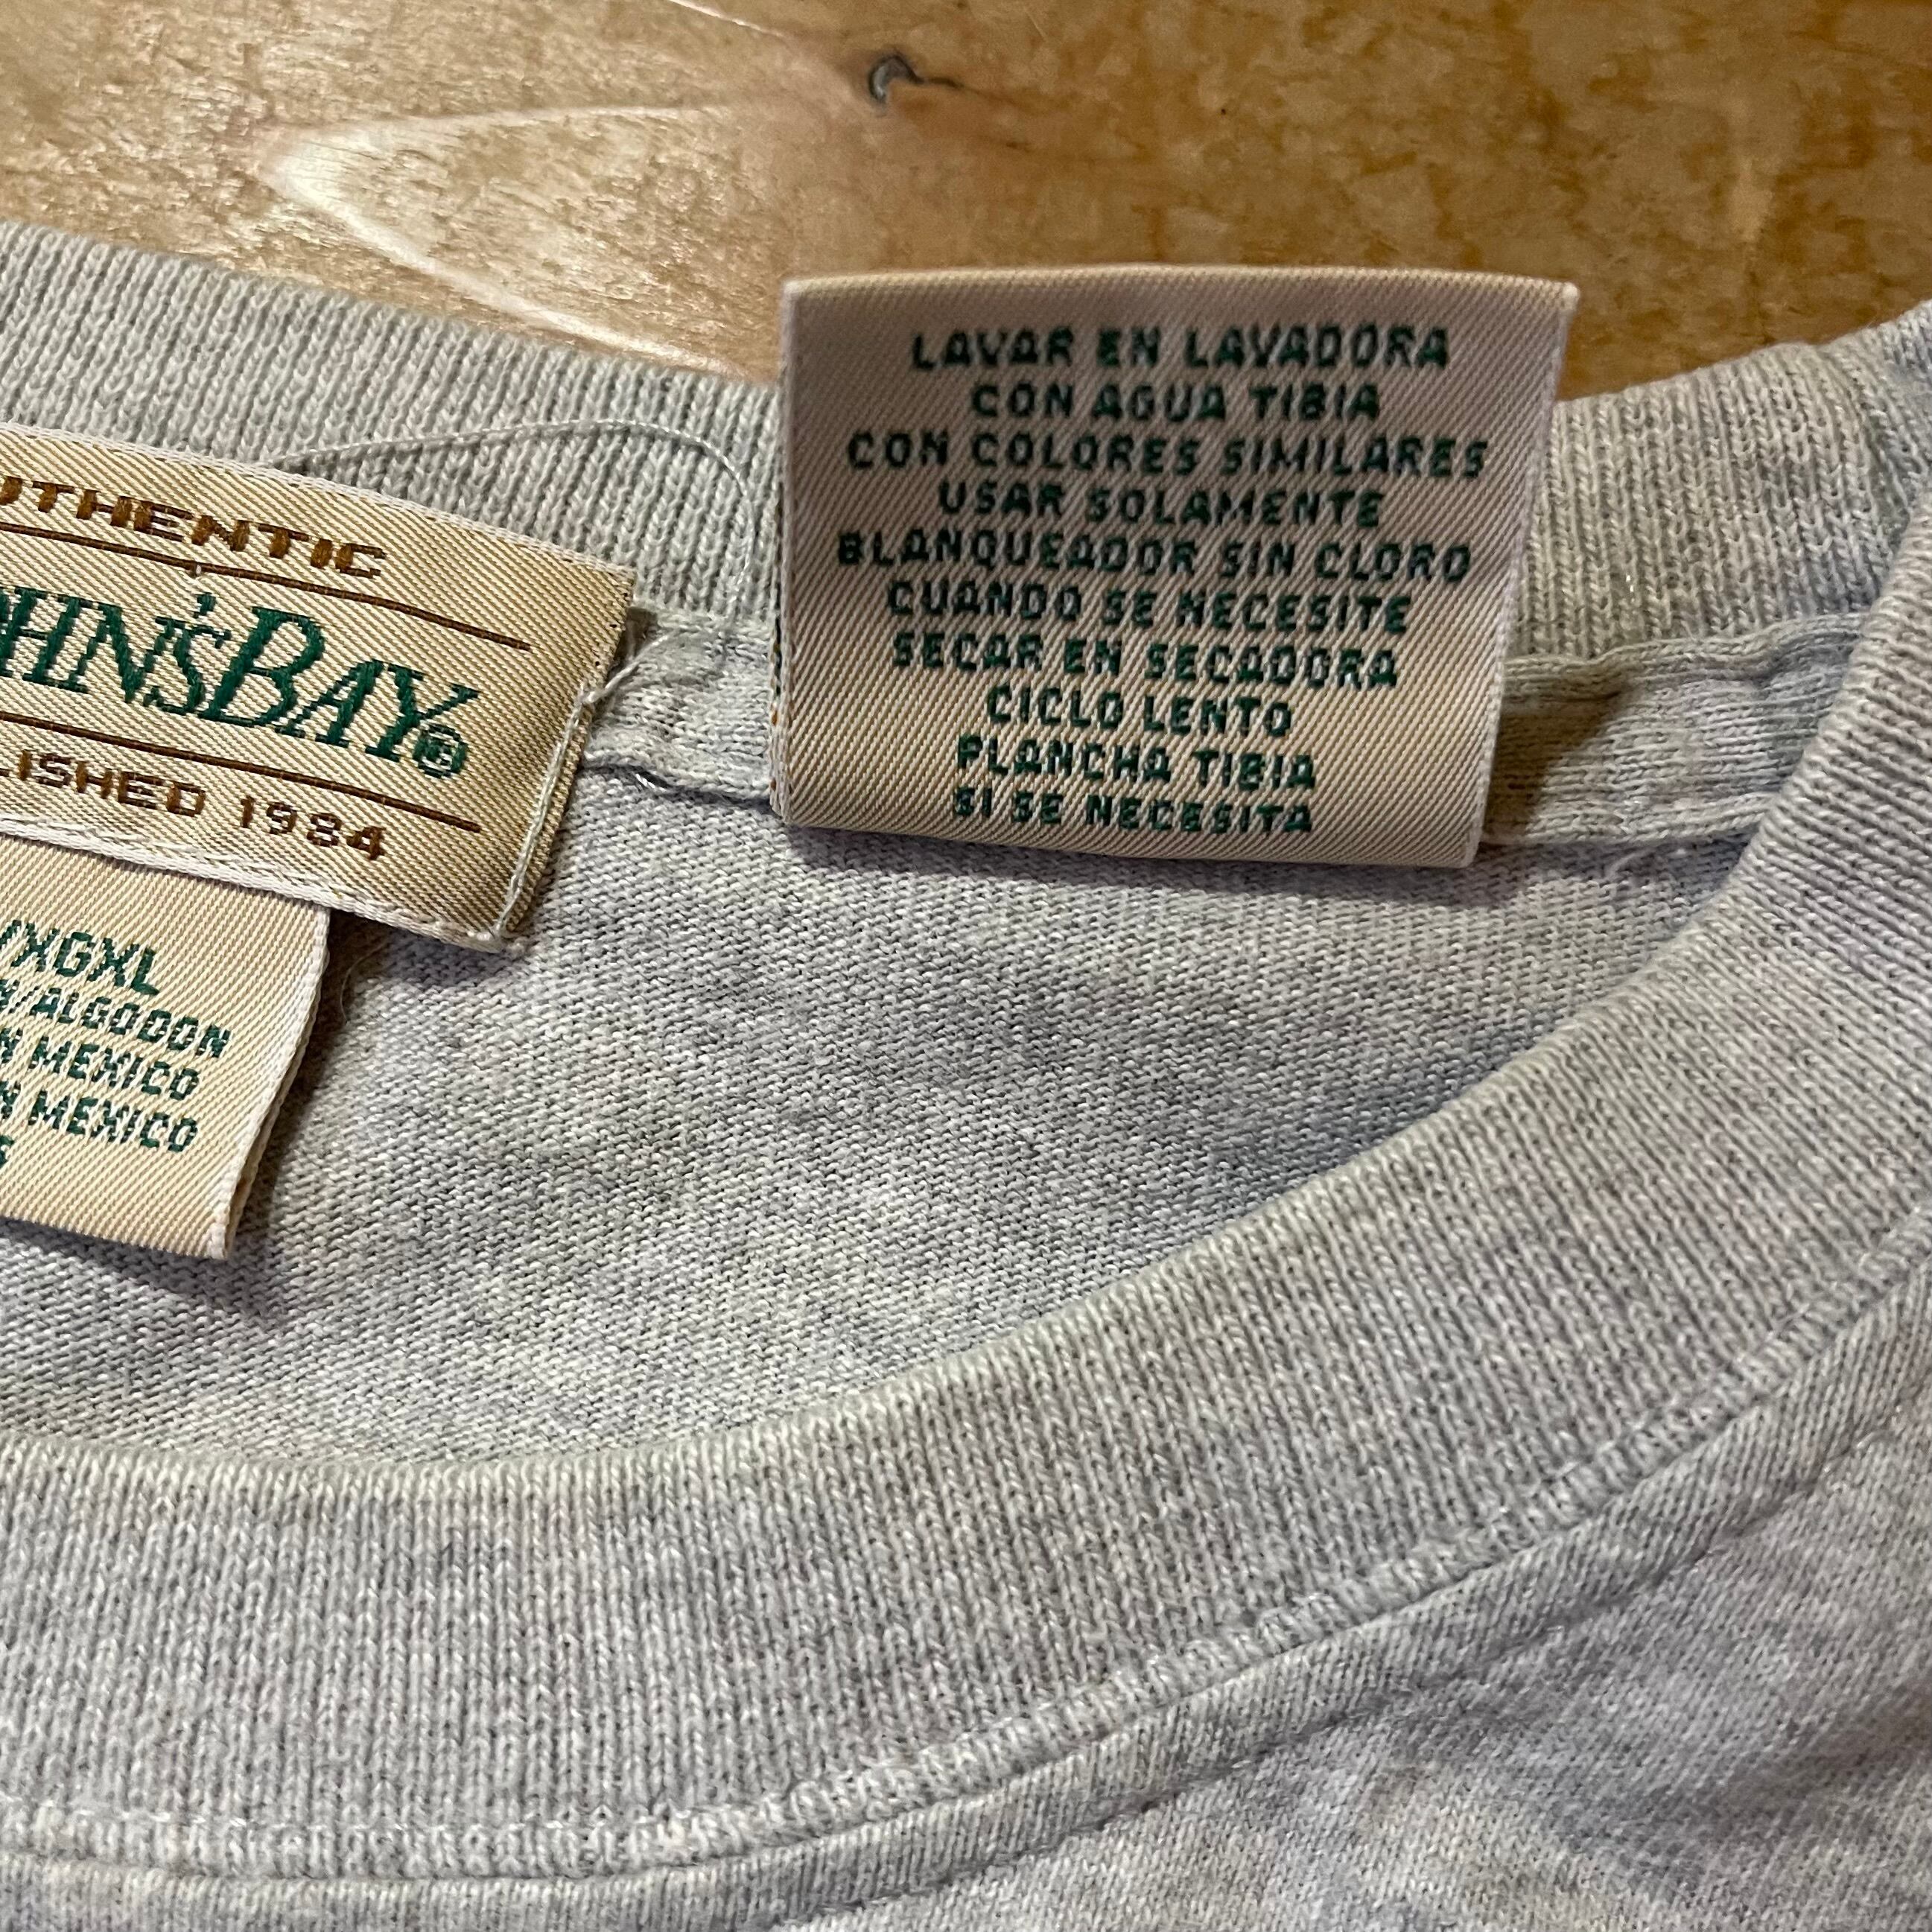 AUTHENTIC
OHN'S BAY®
LISHED 1984
/XGXL
N/ALGODON
N MEXICO
N MEXICO
LAVAR EN LAVADORA
CON AGUA TIBIA
CON COLORES SIMILARES
USAR SOLAMENTE
BLANQUEADOR SIN CLORO
CUANDO SE NECESITE
SECAR EN SECADORA
CICLO LENTO
PLANCHA TIBIA
SI SE NECESITA